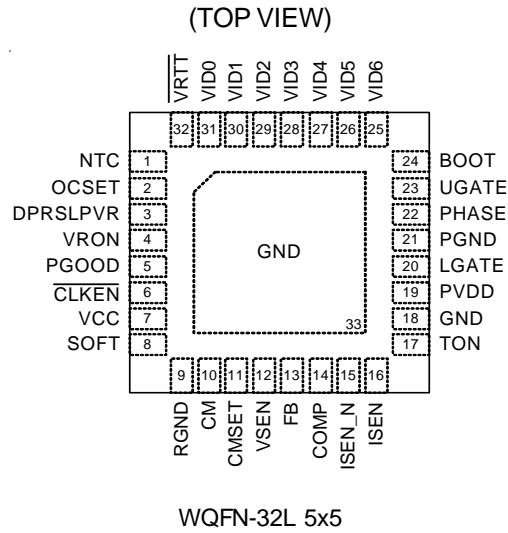 (TOP VIEW)
VRTT
VID0
VID1
VID2
VID3
VID4
VID5
VID6
32 31 30 29 28 27 26 25
NTC 1
OCSET 2
DPRSLPVR 3
VRON 4
PGOOD 5
CLKEN 6
VCC 7
SOFT 8
GND
33
24 BOOT
23 UGATE
22 PHASE
21 PGND
20 LGATE
19 PVDD
18 GND
17 TON
9 10 11 12 13 14 15 16
RGND
CM
CMSET
VSEN
FB
COMP
ISEN_N
ISEN
WQFN-32L 5x5